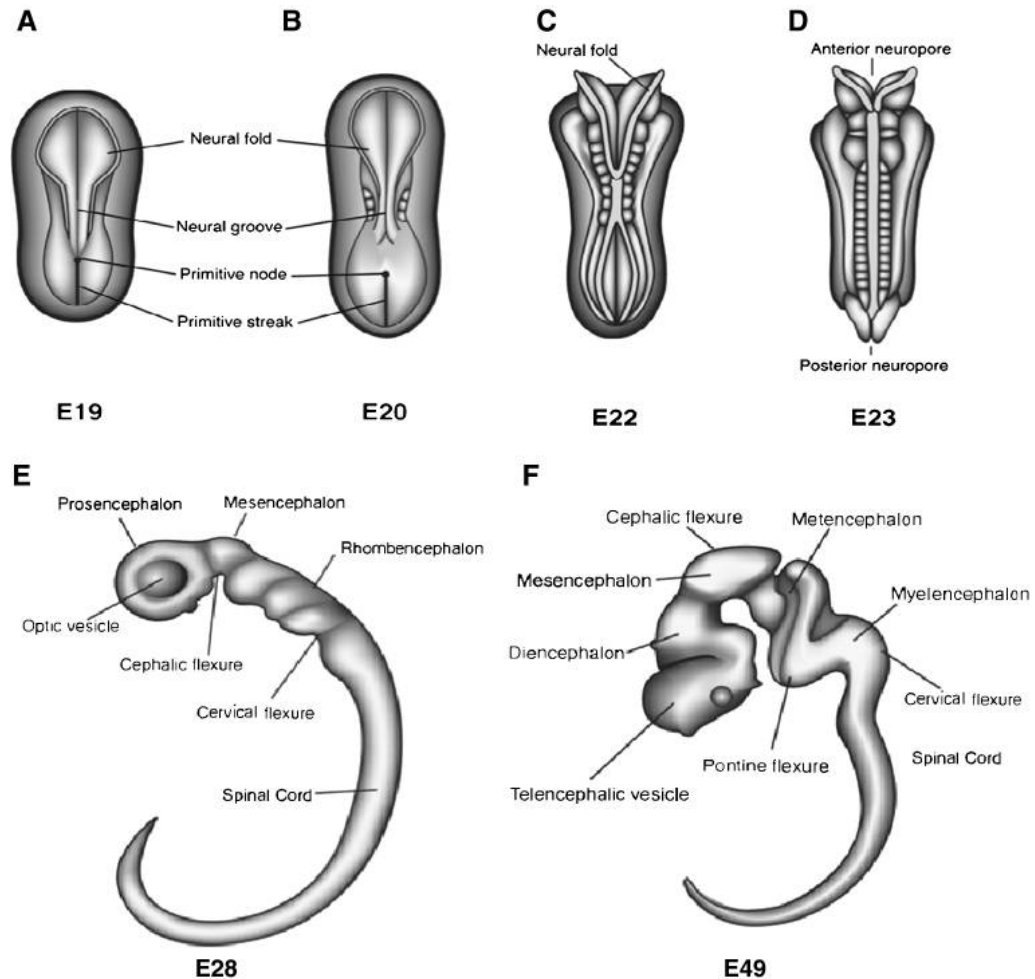 A
B
C
D
Neural fold
Anterior neuropore
Neural fold
Neural groove
Primitive node
Primitive streak
Posterior neuropore
E19
E20
E22
E23
E
Prosencephalon
Mesencephalon
Rhombencephalon
Optic vesicle
Cephalic flexure
Cervical flexure
Spinal Cord
E28
F
Cephalic flexure
Metencephalon
Mesencephalon
Myelencephalon
Diencephalon
Cervical flexure
Pontine flexure
Spinal Cord
Telencephalic vesicle
E49